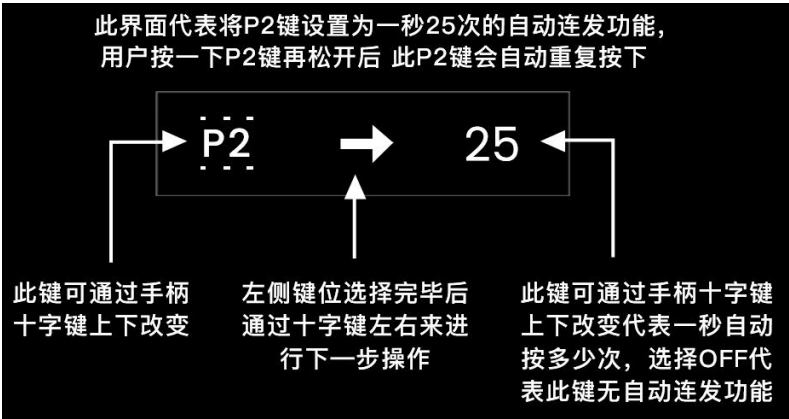 此界面代表将P2键设置为一秒25次的自动连发功能，
用户按一下P2键再松开后 此P2键会自动重复按下
P2 25
此键可通过手柄
十字键上下改变
左侧键位选择完毕后
通过十字键左右来进
行下一步操作
此键可通过手柄十字键
上下改变代表一秒自动
按多少次，选择OFF代
表此键无自动连发功能